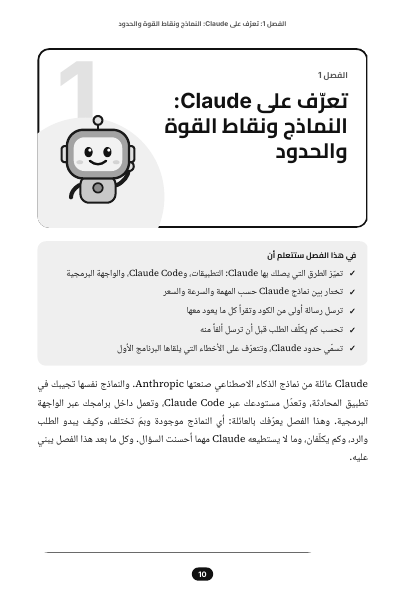 الفصل 1: تعرّف على Claude: النماذج ونقاط القوة والحدود
1
الفصل 1
تعرّف على Claude:
النماذج ونقاط القوة
والحدود
في هذا الفصل ستتعلم أن
✓ تميّز الطرق التي يصلك بها Claude: التطبيقات، وClaude Code، والواجهة البرمجية
✓ تختار بين نماذج Claude حسب المهمة والسرعة والسعر
✓ ترسل رسالة أولى من الكود وتقرأ كل ما يعود معها
✓ تحسب كم يكلّف الطلب قبل أن ترسل ألفاً منه
✓ تسمّي حدود Claude، وتتعرّف على الأخطاء التي يلقاها البرنامج الأول
Claude عائلة من نماذج الذكاء الاصطناعي صنعتها Anthropic. والنماذج نفسها تجيبك في
تطبيق المحادثة، وتعدّل مستودعك عبر Claude Code، وتعمل داخل برامجك عبر الواجهة
البرمجية. وهذا الفصل يعرّفك بالعائلة: أي النماذج موجودة وبمَ تختلف، وكيف يبدو الطلب
والرد، وكم يكلّفان، وما لا يستطيعه Claude مهما أحسنت السؤال. وكل ما بعد هذا الفصل يبني
عليه.
10